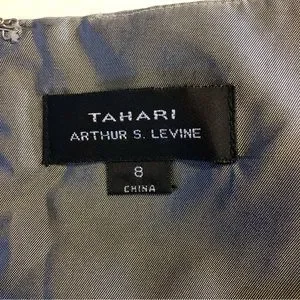 TAHARI
ARTHUR S. LEVINE
8
CHINA